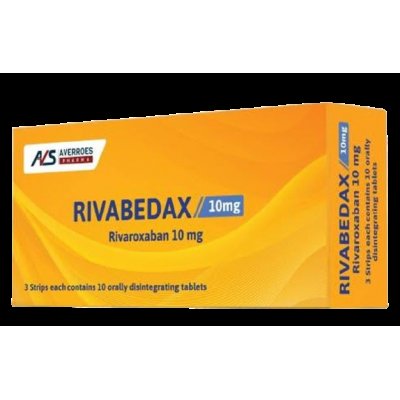 AVS AVERROES
PHARMA
RIVABEDAX 10mg
Rivaroxaban 10 mg
3 Strips each contains 10 orally disintegrating tablets
RIVABEDAX 10mg
Rivaroxaban 10 mg
3 Strips each contains 10 orally
disintegrating tablets